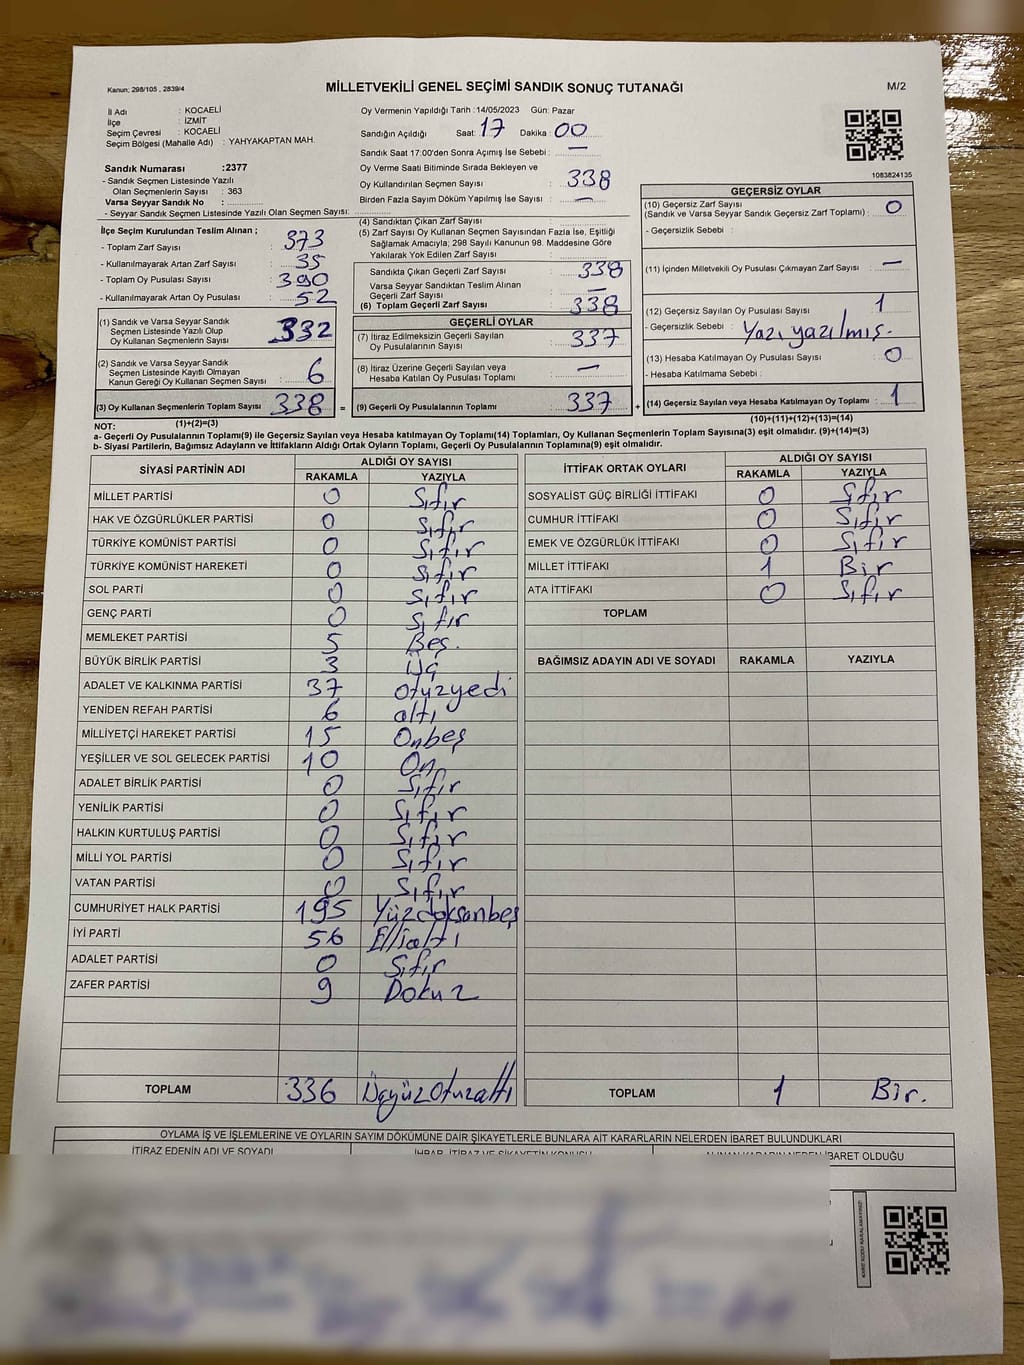 Kanun: 298/105 , 2839/4
MİLLETVEKİLİ GENEL SEÇİMİ SANDIK SONUÇ TUTANAĞI
M/2
İl Adı : KOCAELİ
İlçe : İZMİT
Seçim Çevresi : KOCAELİ
Seçim Bölgesi (Mahalle Adı) : YAHYAKAPTAN MAH.
Sandık Numarası :2377
- Sandık Seçmen Listesinde Yazılı
Olan Seçmenlerin Sayısı : 363
Varsa Seyyar Sandık No :
- Seyyar Sandık Seçmen Listesinde Yazılı Olan Seçmen Sayısı:
Oy Vermenin Yapıldığı Tarih :14/05/2023 Gün: Pazar
Sandığın Açıldığı Saat: 17 Dakika : 00
Sandık Saat 17:00'den Sonra Açımış İse Sebebi : —
Oy Verme Saati Bitiminde Sırada Bekleyen ve
Oy Kullandırılan Seçmen Sayısı : 338
Birden Fazla Sayım Döküm Yapılmış İse Sayısı : —
1083824135
İlçe Seçim Kurulundan Teslim Alınan ;
- Toplam Zarf Sayısı : 373
- Kullanılmayarak Artan Zarf Sayısı : 35
- Toplam Oy Pusulası Sayısı : 390
- Kullanılmayarak Artan Oy Pusulası : 52
(1) Sandık ve Varsa Seyyar Sandık
Seçmen Listesinde Yazılı Olup
Oy Kullanan Seçmenlerin Sayısı : 332
(2) Sandık ve Varsa Seyyar Sandık
Seçmen Listesinde Kayıtlı Olmayan
Kanun Gereği Oy Kullanan Seçmen Sayısı : 6
(3) Oy Kullanan Seçmenlerin Toplam Sayısı : 338 =
(1)+(2)=(3)
(4) Sandıktan Çıkan Zarf Sayısı :
(5) Zarf Sayısı Oy Kullanan Seçmen Sayısından Fazla İse, Eşitliği
Sağlamak Amacıyla; 298 Sayılı Kanunun 98. Maddesine Göre
Yakılarak Yok Edilen Zarf Sayısı :
Sandıkta Çıkan Geçerli Zarf Sayısı : 338
Varsa Seyyar Sandıktan Teslim Alınan
Geçerli Zarf Sayısı : —
(6) Toplam Geçerli Zarf Sayısı : 338
GEÇERLİ OYLAR
(7) İtiraz Edilmeksizin Geçerli Sayılan
Oy Pusulalarının Sayısı : 337
(8) İtiraz Üzerine Geçerli Sayılan veya
Hesaba Katılan Oy Pusulası Toplamı : —
(9) Geçerli Oy Pusulalarının Toplamı : 337 +
GEÇERSİZ OYLAR
(10) Geçersiz Zarf Sayısı
(Sandık ve Varsa Seyyar Sandık Geçersiz Zarf Toplamı) : 0
- Geçersizlik Sebebi :
(11) İçinden Milletvekili Oy Pusulası Çıkmayan Zarf Sayısı : —
(12) Geçersiz Sayılan Oy Pusulası Sayısı : 1
- Geçersizlik Sebebi : Yazı yazılmış.
(13) Hesaba Katılmayan Oy Pusulası Sayısı : 0
- Hesaba Katılmama Sebebi :
(14) Geçersiz Sayılan veya Hesaba Katılmayan Oy Toplamı : 1
(10)+(11)+(12)+(13)=(14)
NOT:
a- Geçerli Oy Pusulalarının Toplamı(9) ile Geçersiz Sayılan veya Hesaba katılmayan Oy Toplamı(14) Toplamları, Oy Kullanan Seçmenlerin Toplam Sayısına(3) eşit olmalıdır. (9)+(14)=(3)
b- Siyasi Partilerin, Bağımsız Adayların ve İttifakların Aldığı Ortak Oyların Toplamı, Geçerli Oy Pusulalarının Toplamına(9) eşit olmalıdır.
SİYASİ PARTİNİN ADI ALDIĞI OY SAYISI
RAKAMLA YAZIYLA
MİLLET PARTİSİ 0 Sıfır
HAK VE ÖZGÜRLÜKLER PARTİSİ 0 Sıfır
TÜRKİYE KOMÜNİST PARTİSİ 0 Sıfır
TÜRKİYE KOMÜNİST HAREKETİ 0 Sıfır
SOL PARTİ 0 Sıfır
GENÇ PARTİ 0 Sıfır
MEMLEKET PARTİSİ 5 Beş.
BÜYÜK BİRLİK PARTİSİ 3 Üç
ADALET VE KALKINMA PARTİSİ 37 otuzyedi
YENİDEN REFAH PARTİSİ 6 altı
MİLLİYETÇİ HAREKET PARTİSİ 15 Onbeş
YEŞİLLER VE SOL GELECEK PARTİSİ 10 On
ADALET BİRLİK PARTİSİ 0 Sıfır
YENİLİK PARTİSİ 0 Sıfır
HALKIN KURTULUŞ PARTİSİ 0 Sıfır
MİLLİ YOL PARTİSİ 0 Sıfır
VATAN PARTİSİ 0 Sıfır
CUMHURİYET HALK PARTİSİ 195 Yüzdoksanbeş
İYİ PARTİ 56 Elliatlı
ADALET PARTİSİ 0 Sıfır
ZAFER PARTİSİ 9 Dokuz
TOPLAM 336 Üçyüzotuzaltı
İTTİFAK ORTAK OYLARI ALDIĞI OY SAYISI
RAKAMLA YAZIYLA
SOSYALİST GÜÇ BİRLİĞİ İTTİFAKI 0 Sıfır
CUMHUR İTTİFAKI 0 Sıfır
EMEK VE ÖZGÜRLÜK İTTİFAKI 0 Sıfır
MİLLET İTTİFAKI 1 Bir
ATA İTTİFAKI 0 Sıfır
TOPLAM
BAĞIMSIZ ADAYIN ADI VE SOYADI RAKAMLA YAZIYLA
TOPLAM 1 Bir.
OYLAMA İŞ VE İŞLEMLERİNE VE OYLARIN SAYIM DÖKÜMÜNE DAİR ŞİKAYETLERLE BUNLARA AİT KARARLARIN NELERDEN İBARET BULUNDUKLARI
İTİRAZ EDENİN ADI VE SOYADI İHBAR, İTİRAZ VE ŞİKAYETİN KONUSU ALINAN KARARIN NEDEN İBARET OLDUĞU
KARE KODU KARALAMAYINIZ!